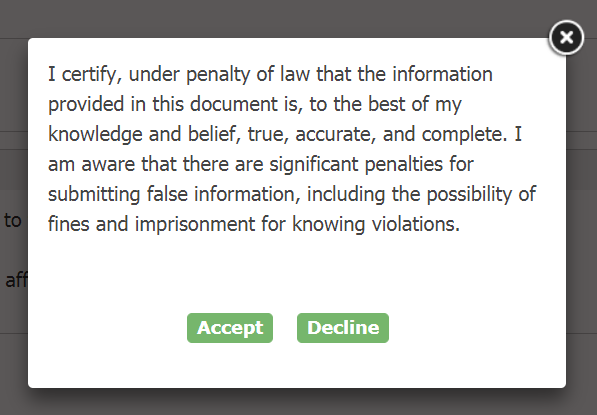 I certify, under penalty of law that the information
provided in this document is, to the best of my
knowledge and belief, true, accurate, and complete. I
am aware that there are significant penalties for
submitting false information, including the possibility of
to
fines and imprisonment for knowing violations.
aff
Accept Decline